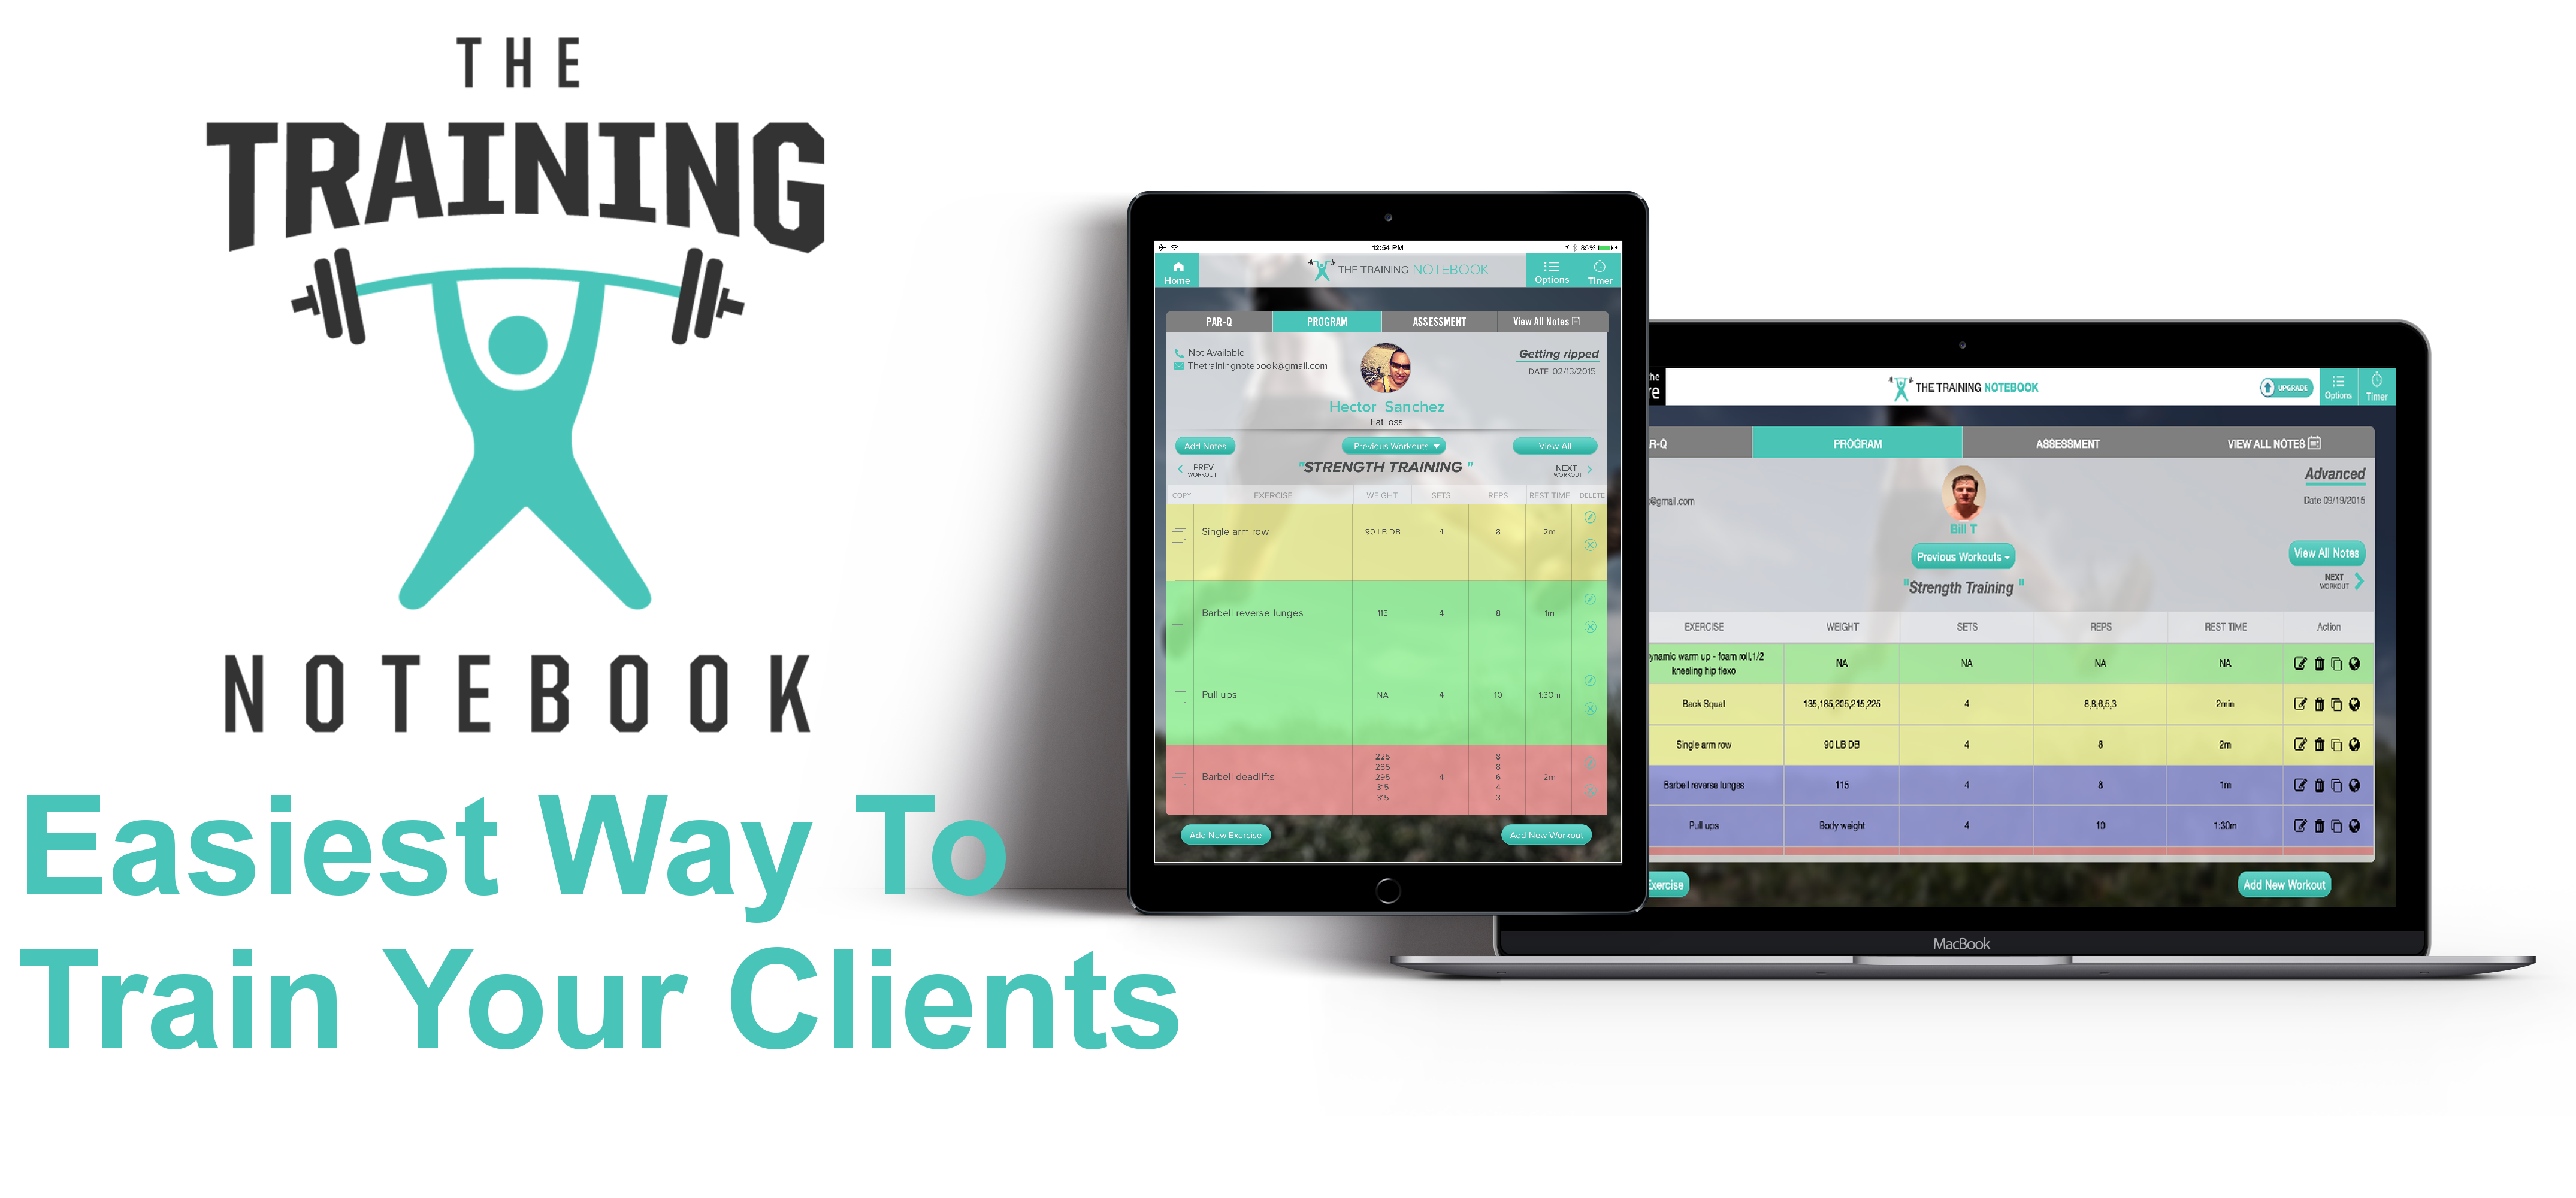 THE
TRAINING
NOTEBOOK
Easiest Way To
Train Your Clients
12:54 PM
85%
Home
THE TRAINING NOTEBOOK
Options
Timer
PAR-Q
PROGRAM
ASSESSMENT
View All Notes
Not Available
Thetrainingnotebook@gmail.com
Getting ripped
DATE 02/13/2015
Hector Sanchez
Fat loss
Add Notes
Previous Workouts
View All
PREV
WORKOUT
"STRENGTH TRAINING "
NEXT
WORKOUT
COPY EXERCISE WEIGHT SETS REPS REST TIME DELETE
Single arm row 90 LB DB 4 8 2m
Barbell reverse lunges 115 4 8 1m
Pull ups NA 4 10 1:30m
Barbell deadlifts 225 285 295 315 315 4 8 8 6 4 3 2m
Add New Exercise
Add New Workout
he
re
THE TRAINING NOTEBOOK
UPGRADE
Options
Timer
R-Q
PROGRAM
ASSESSMENT
VIEW ALL NOTES
@gmail.com
Advanced
Date 09/19/2015
Bill T
Previous Workouts
View All Notes
"Strength Training "
NEXT
WORKOUT
EXERCISE WEIGHT SETS REPS REST TIME Action
ynamic warm up - foam roll,1/2
kneeling hip flexo NA NA NA NA
Back Squat 135,185,205,215,225 4 8,8,6,5,3 2min
Single arm row 90 LB DB 4 8 2m
Barbell reverse lunges 115 4 8 1m
Pull ups Body weight 4 10 1:30m
Exercise
Add New Workout
MacBook